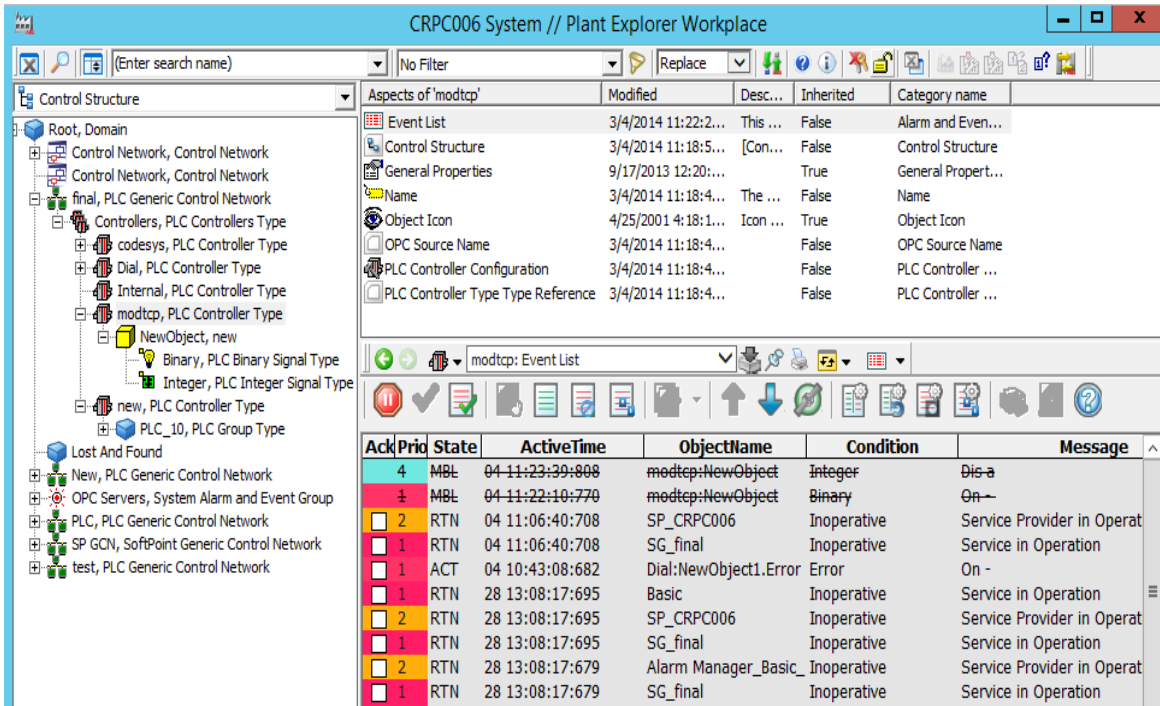 CRPC006 System // Plant Explorer Workplace
(Enter search name) No Filter Replace
Control Structure
Root, Domain
Control Network, Control Network
Control Network, Control Network
final, PLC Generic Control Network
Controllers, PLC Controllers Type
codesys, PLC Controller Type
Dial, PLC Controller Type
Internal, PLC Controller Type
modtcp, PLC Controller Type
NewObject, new
Binary, PLC Binary Signal Type
Integer, PLC Integer Signal Type
new, PLC Controller Type
PLC_10, PLC Group Type
Lost And Found
New, PLC Generic Control Network
OPC Servers, System Alarm and Event Group
PLC, PLC Generic Control Network
SP GCN, SoftPoint Generic Control Network
test, PLC Generic Control Network
Aspects of 'modtcp' Modified Desc... Inherited Category name
Event List 3/4/2014 11:22:2... This ... False Alarm and Even...
Control Structure 3/4/2014 11:18:5... [Con... False Control Structure
General Properties 9/17/2013 12:20:... True General Propert...
Name 3/4/2014 11:18:4... The ... False Name
Object Icon 4/25/2001 4:18:1... Icon ... True Object Icon
OPC Source Name 3/4/2014 11:18:4... False OPC Source Name
PLC Controller Configuration 3/4/2014 11:18:4... False PLC Controller ...
PLC Controller Type Type Reference 3/4/2014 11:18:4... False PLC Controller ...
modtcp: Event List
Ack Prio State ActiveTime ObjectName Condition Message
4 MBL 04 11:23:39:808 modtcp:NewObject Integer Dis a
1 MBL 04 11:22:10:770 modtcp:NewObject Binary On -
2 RTN 04 11:06:40:708 SP_CRPC006 Inoperative Service Provider in Operat
1 RTN 04 11:06:40:708 SG_final Inoperative Service in Operation
1 ACT 04 10:43:08:682 Dial:NewObject1.Error Error On -
1 RTN 28 13:08:17:695 Basic Inoperative Service in Operation
2 RTN 28 13:08:17:695 SP_CRPC006 Inoperative Service Provider in Operat
1 RTN 28 13:08:17:695 SG_final Inoperative Service in Operation
2 RTN 28 13:08:17:679 Alarm Manager_Basic_ Inoperative Service Provider in Operat
1 RTN 28 13:08:17:679 SG_final Inoperative Service in Operation